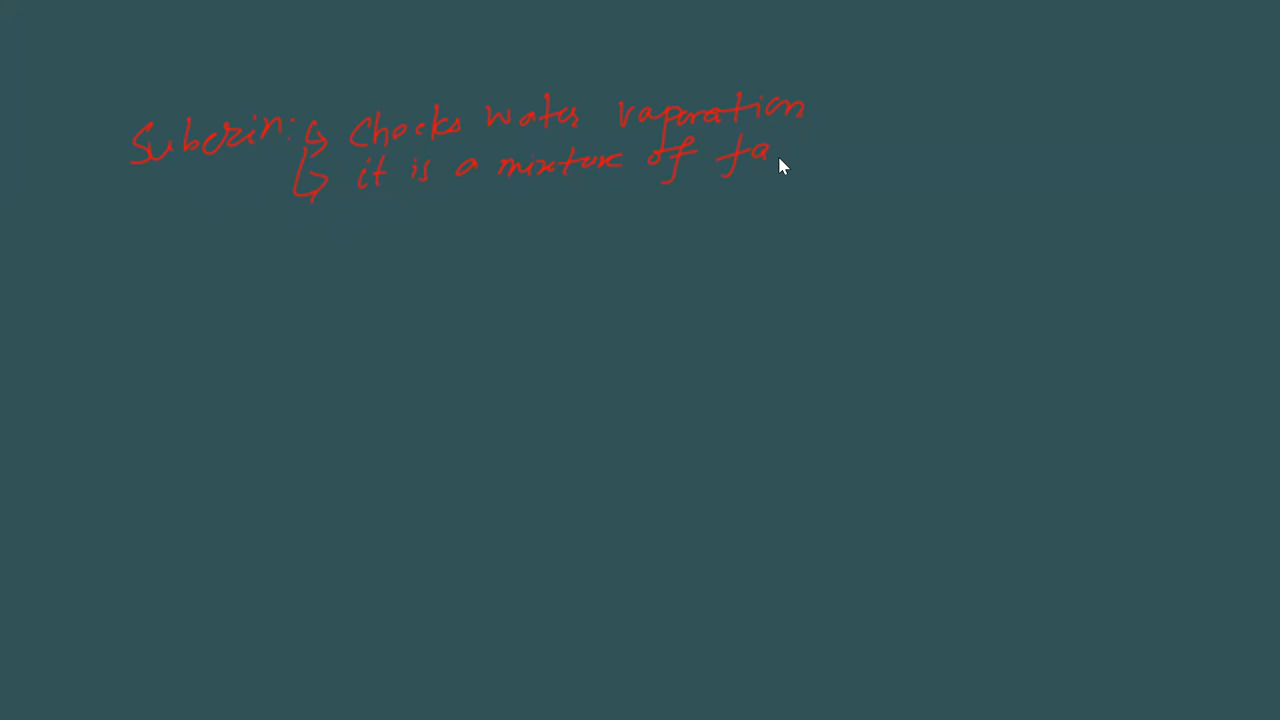 Suberin: ↳ Checks water vaporation
↳ it is a mixture of fa